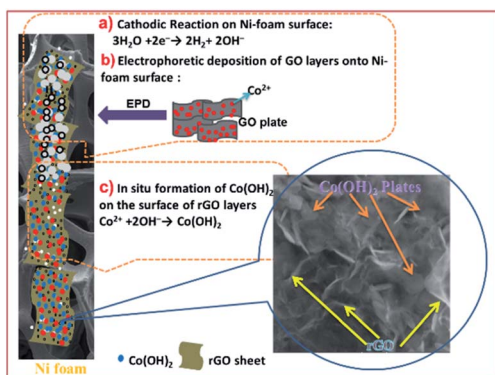 a) Cathodic Reaction on Ni-foam surface:
3H₂O +2e⁻→ 2H₂+ 2OH⁻
b) Electrophoretic deposition of GO layers onto Ni-
foam surface :
EPD
Co²⁺
GO plate
c) In situ formation of Co(OH)₂
on the surface of rGO layers
Co²⁺ +2OH⁻→ Co(OH)₂
Co(OH)₂ Plates
rGO
Ni foam
Co(OH)₂
rGO sheet